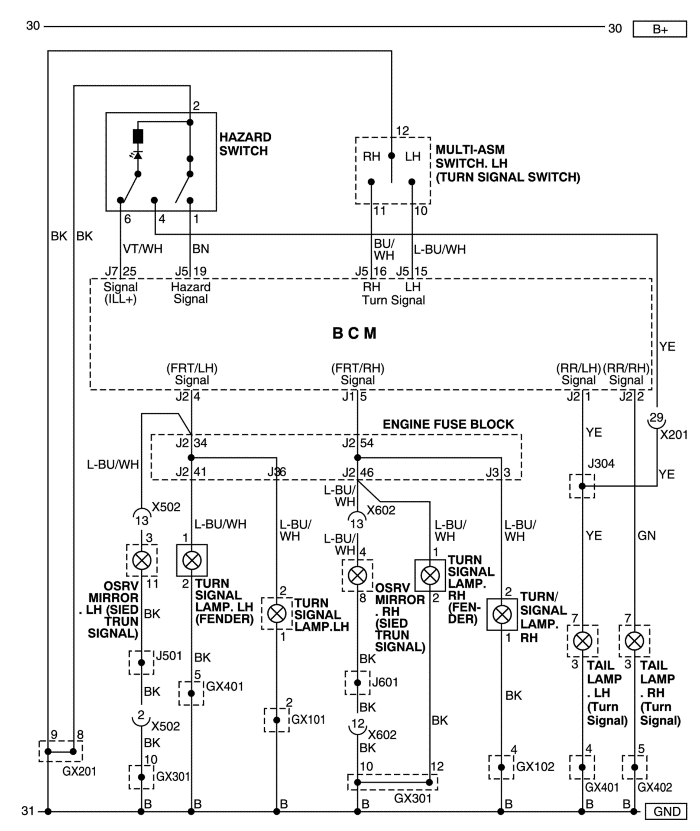 30
30 B+
2
HAZARD
SWITCH
12
RH LH
MULTI-ASM
SWITCH. LH
(TURN SIGNAL SWITCH)
6 4 1
11 10
BK BK
VT/WH BN
BU/
WH
L-BU/WH
J7 25 J5 19 J5 16 J5 15
Signal
(ILL+)
Hazard
Signal
RH LH
Turn Signal
BCM
YE
(FRT/LH)
Signal
(FRT/RH)
Signal
(RR/LH)
Signal
(RR/RH)
Signal
J2 4 J1 5 J2 1 J2 2
29
X201
ENGINE FUSE BLOCK
YE
J2 34 J2 54
J304
YE
L-BU/WH
J2 41 J36 J2 46 J3 3
L-BU/
WH
X502
13
L-BU/WH
L-BU/
WH
X602
13
L-BU/
WH
L-BU/
WH
L-BU/
WH
YE GN
3
11
OSRV
MIRROR
. LH (SIED
TRUN
SIGNAL)
1
2
TURN
SIGNAL
LAMP. LH
(FENDER)
2
1
TURN
SIGNAL
LAMP.LH
4
8
OSRV
MIRROR
. RH
(SIED
TRUN
SIGNAL)
1
2
TURN
SIGNAL
LAMP.
RH
(FEN-
DER)
2
1
TURN/
SIGNAL
LAMP.
RH
7
3
TAIL
LAMP
. LH
(Turn
Signal)
7
3
TAIL
LAMP
. RH
(Turn
Signal)
BK
J501
BK
2
X502
BK
10
GX301
BK
5
GX401
2
GX101
BK
J601
BK
12
X602
BK
10 12
GX301
BK
BK
4
GX102
4
GX401
5
GX402
9 8
GX201
31 B B B B B B B GND